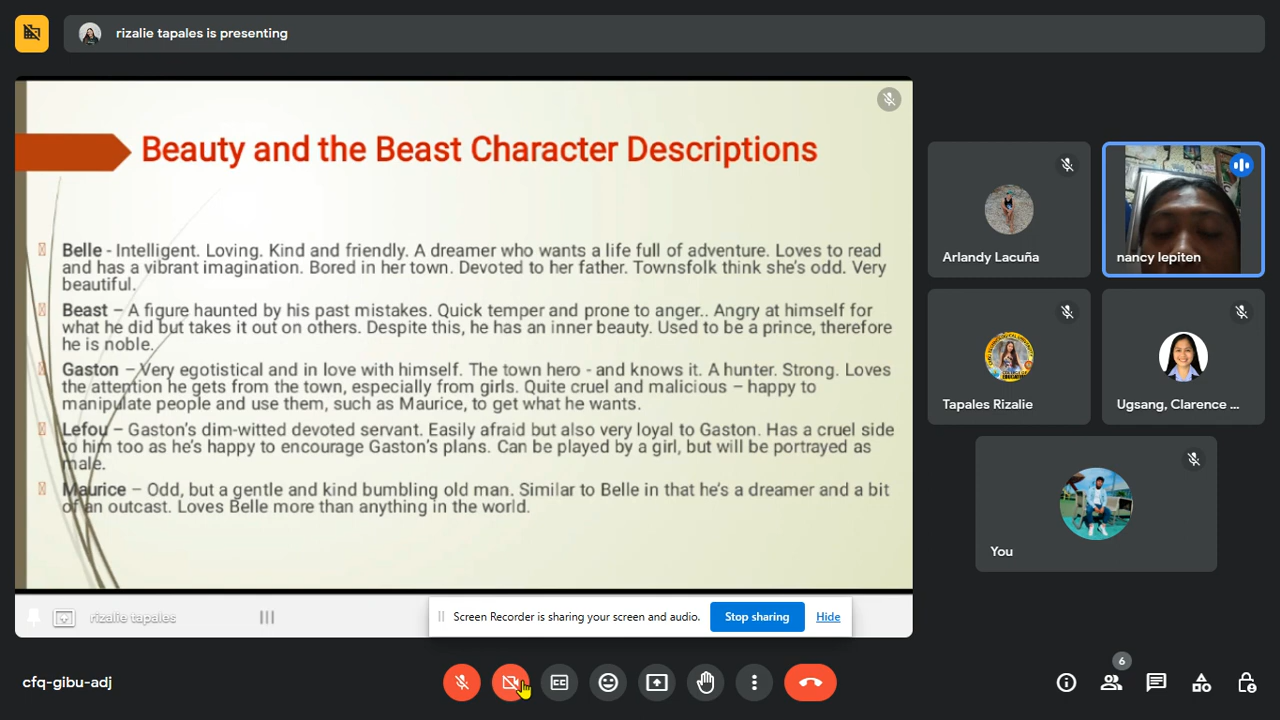 rizalie tapales is presenting
Beauty and the Beast Character Descriptions
Belle - Intelligent. Loving. Kind and friendly. A dreamer who wants a life full of adventure. Loves to read
and has a vibrant imagination. Bored in her town. Devoted to her father. Townsfolk think she's odd. Very
beautiful.
Beast – A figure haunted by his past mistakes. Quick temper and prone to anger.. Angry at himself for
what he did but takes it out on others. Despite this, he has an inner beauty. Used to be a prince, therefore
he is noble.
Gaston – Very egotistical and in love with himself. The town hero - and knows it. A hunter. Strong. Loves
the attention he gets from the town, especially from girls. Quite cruel and malicious – happy to
manipulate people and use them, such as Maurice, to get what he wants.
Lefou – Gaston's dim-witted devoted servant. Easily afraid but also very loyal to Gaston. Has a cruel side
to him too as he's happy to encourage Gaston's plans. Can be played by a girl, but will be portrayed as
male.
Maurice – Odd, but a gentle and kind bumbling old man. Similar to Belle in that he's a dreamer and a bit
of an outcast. Loves Belle more than anything in the world.
rizalie tapales
Screen Recorder is sharing your screen and audio.
Stop sharing
Hide
Arlandy Lacuña
nancy lepiten
Tapales Rizalie
Ugsang, Clarence ...
You
cfq-gibu-adj
CC
6